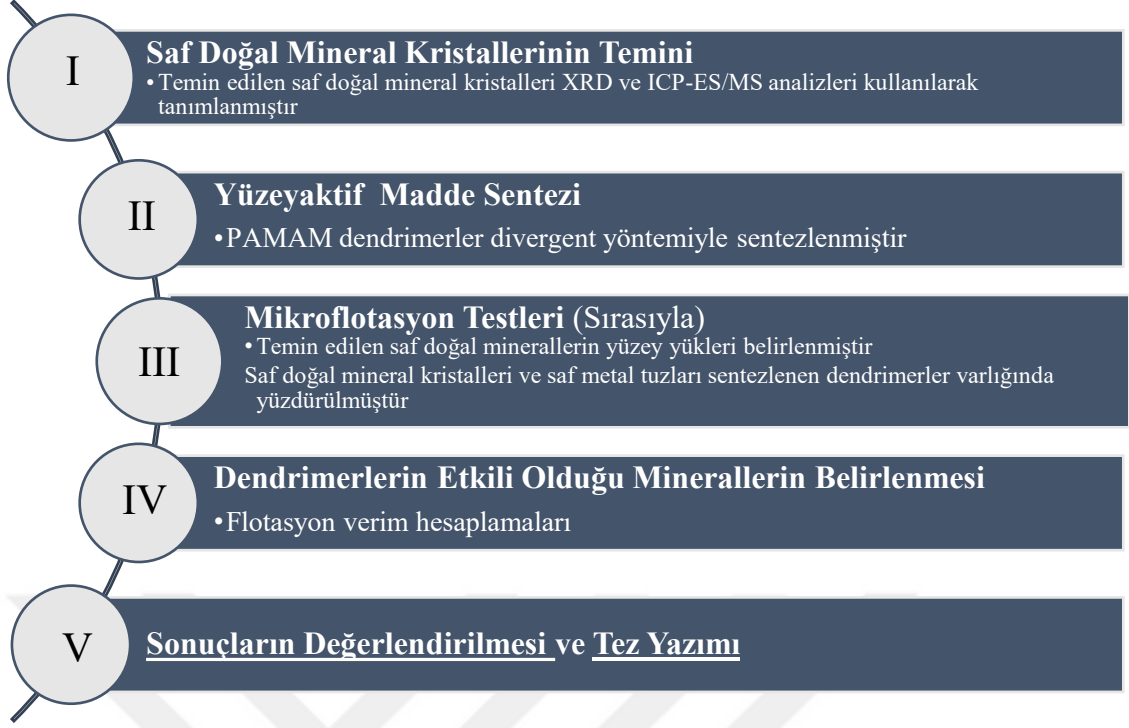 I
Saf Doğal Mineral Kristallerinin Temini
• Temin edilen saf doğal mineral kristalleri XRD ve ICP-ES/MS analizleri kullanılarak
tanımlanmıştır
II
Yüzeyaktif Madde Sentezi
•PAMAM dendrimerler divergent yöntemiyle sentezlenmiştir
III
Mikroflotasyon Testleri (Sırasıyla)
• Temin edilen saf doğal minerallerin yüzey yükleri belirlenmiştir
Saf doğal mineral kristalleri ve saf metal tuzları sentezlenen dendrimerler varlığında
yüzdürülmüştür
IV
Dendrimerlerin Etkili Olduğu Minerallerin Belirlenmesi
•Flotasyon verim hesaplamaları
V
Sonuçların Değerlendirilmesi ve Tez Yazımı